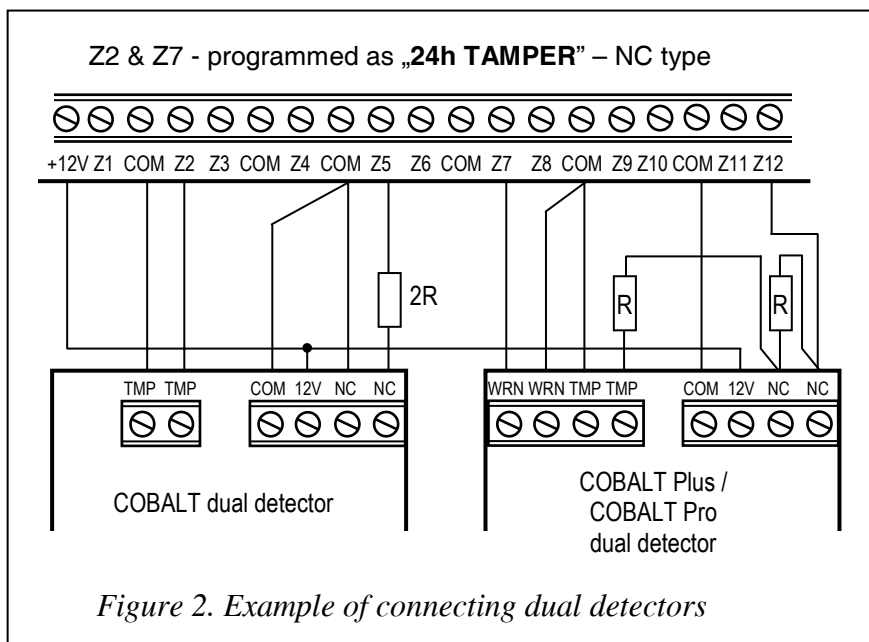 Z2 & Z7 - programmed as „24h TAMPER” – NC type
+12V Z1 COM Z2 Z3 COM Z4 COM Z5 Z6 COM Z7 Z8 COM Z9 Z10 COM Z11 Z12
2R
R
R
TMP TMP COM 12V NC NC
WRN WRN TMP TMP COM 12V NC NC
COBALT dual detector
COBALT Plus /
COBALT Pro
dual detector
Figure 2. Example of connecting dual detectors